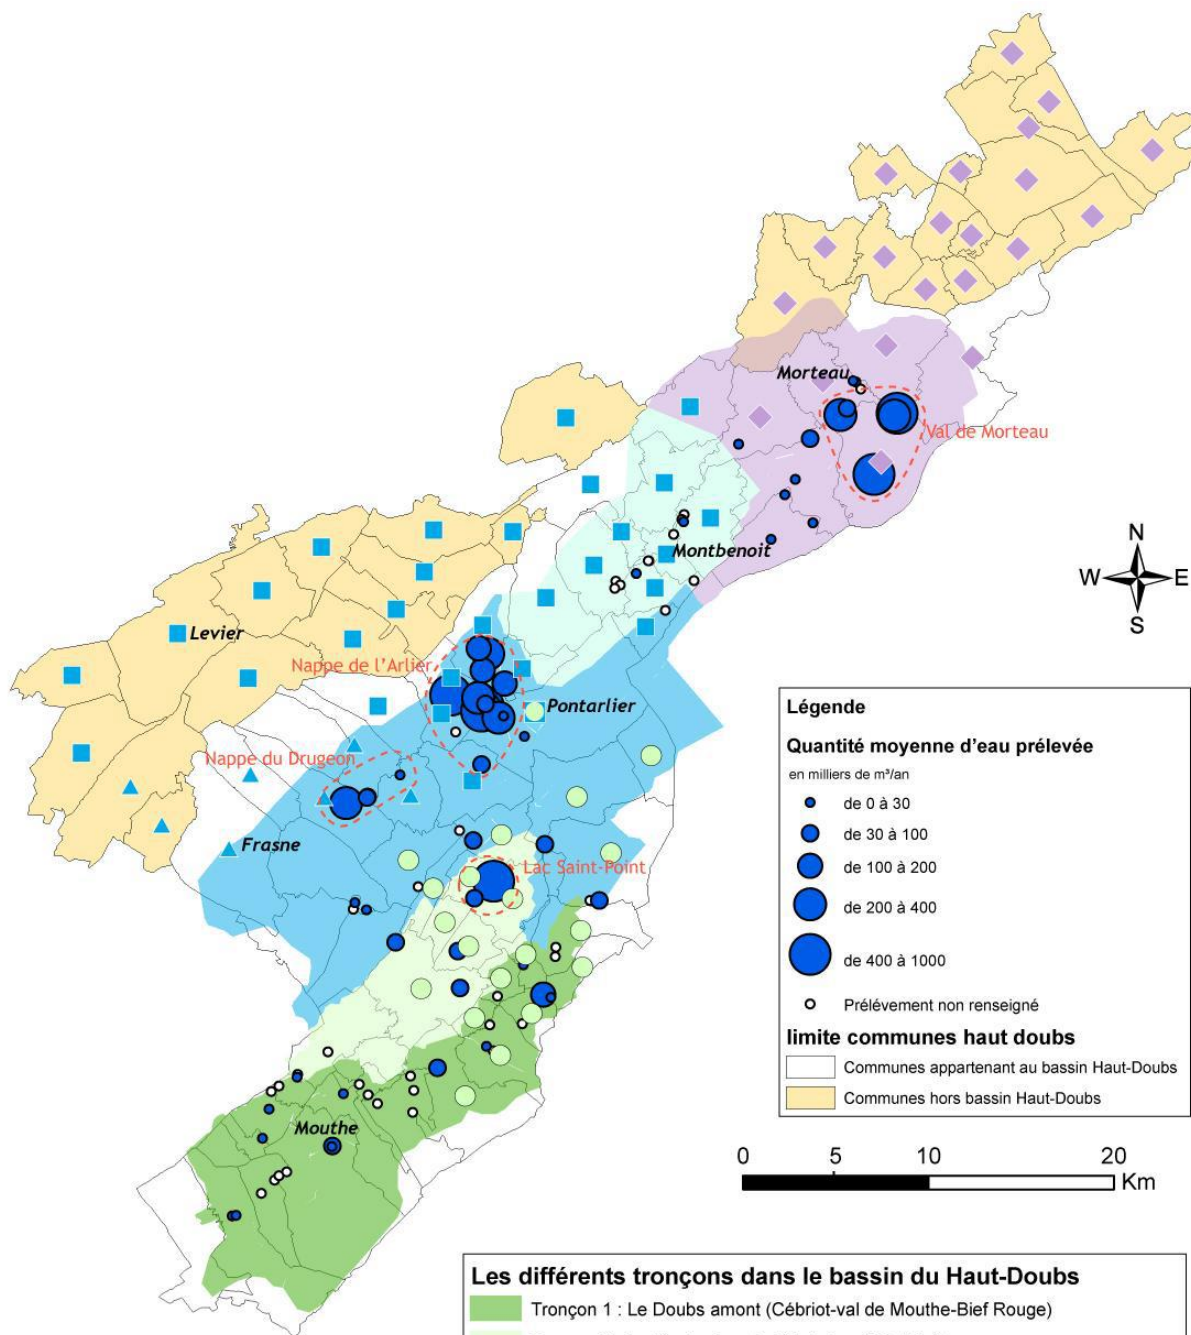 Morteau
Val de Morteau
Montbenoit
N
W
E
S
Levier
Nappe de l'Arlier
Pontarlier
Nappe du Drugeon
Frasne
Lac Saint-Point
Mouthe
Légende
Quantité moyenne d'eau prélevée
en milliers de m³/an
de 0 à 30
de 30 à 100
de 100 à 200
de 200 à 400
de 400 à 1000
Prélévement non renseigné
limite communes haut doubs
Communes appartenant au bassin Haut-Doubs
Communes hors bassin Haut-Doubs
0 5 10 20
Km
Les différents tronçons dans le bassin du Haut-Doubs
Tronçon 1 : Le Doubs amont (Cébriot-val de Mouthe-Bief Rouge)